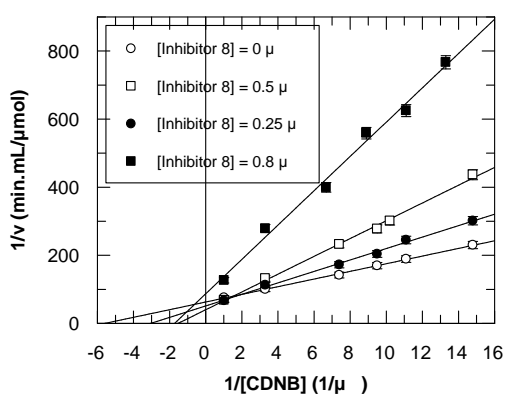 800
600
400
200
0
1/v (min.mL/µmol)
[Inhibitor 8] = 0 µ
[Inhibitor 8] = 0.5 µ
[Inhibitor 8] = 0.25 µ
[Inhibitor 8] = 0.8 µ
-6 -4 -2 0 2 4 6 8 10 12 14 16
1/[CDNB] (1/µ )